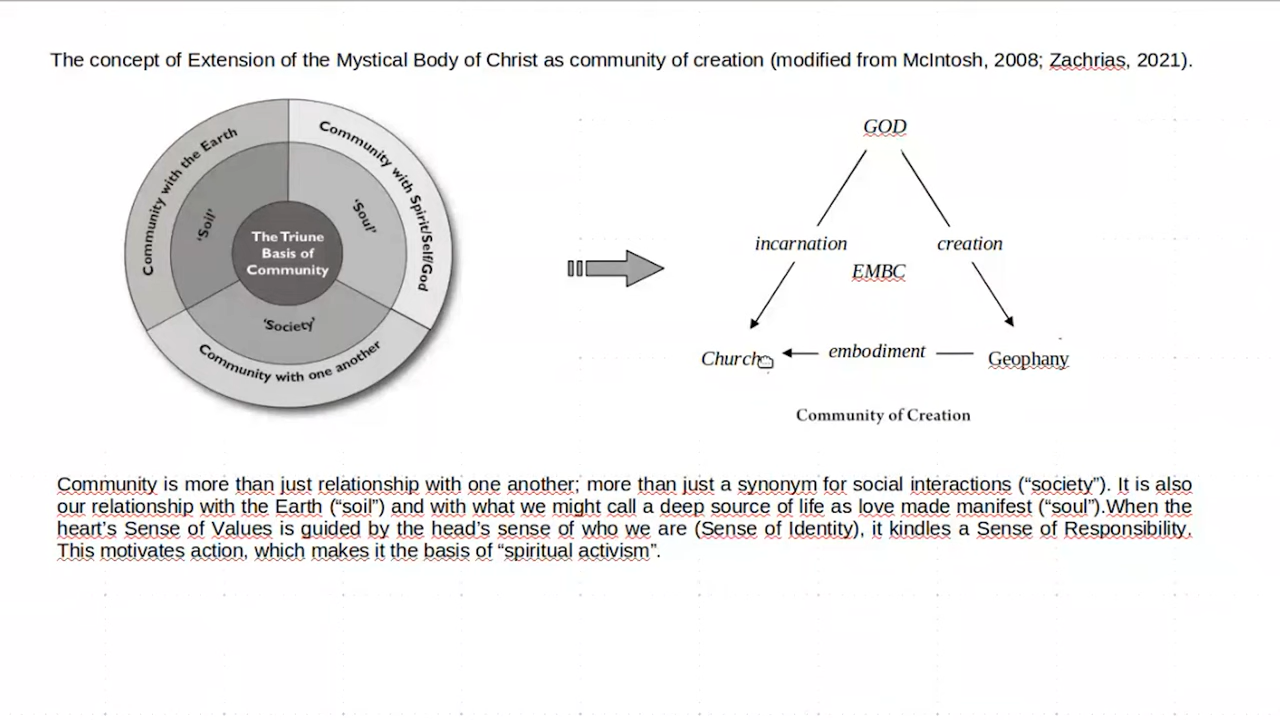 The concept of Extension of the Mystical Body of Christ as community of creation (modified from McIntosh, 2008; Zachrias, 2021).
Community with the Earth
Community with Spirit/Self/God
'Soil'
'Soul'
The Triune
Basis of
Community
'Society'
Community with one another
GOD
incarnation
creation
EMBC
Church
embodiment
Geophany
Community of Creation
Community is more than just relationship with one another; more than just a synonym for social interactions (“society”). It is also
our relationship with the Earth (“soil”) and with what we might call a deep source of life as love made manifest (“soul”).When the
heart’s Sense of Values is guided by the head’s sense of who we are (Sense of Identity), it kindles a Sense of Responsibility.
This motivates action, which makes it the basis of “spiritual activism”.